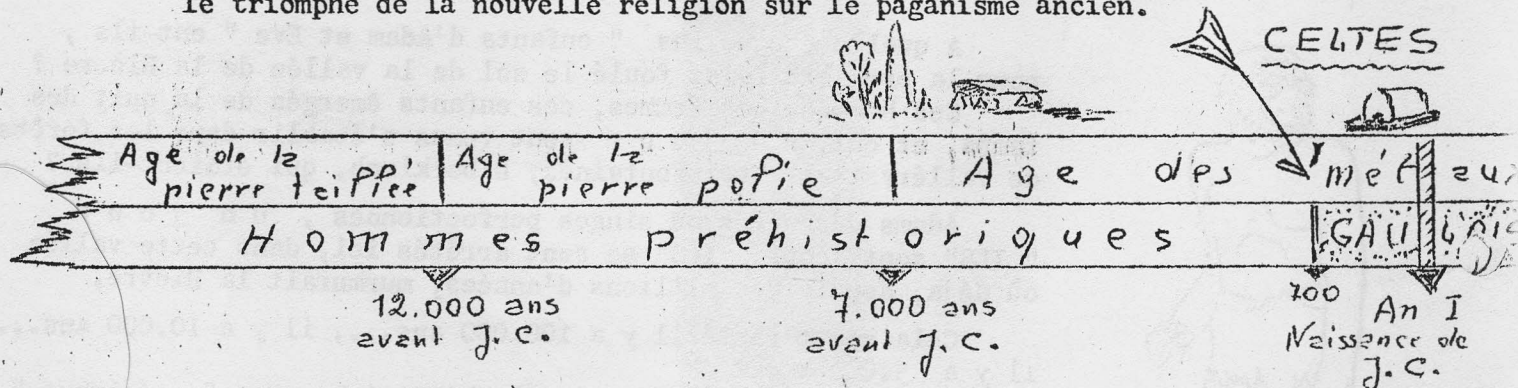 le triomphe de la nouvelle religion sur le paganisme ancien.
CELTES
Age de la pierre taillée
Age de la pierre polie
Age des métaux
Hommes préhistoriques
12.000 ans
avant J.C.
7.000 ans
avant J.C.
700
An I
Naissance de
J.C.